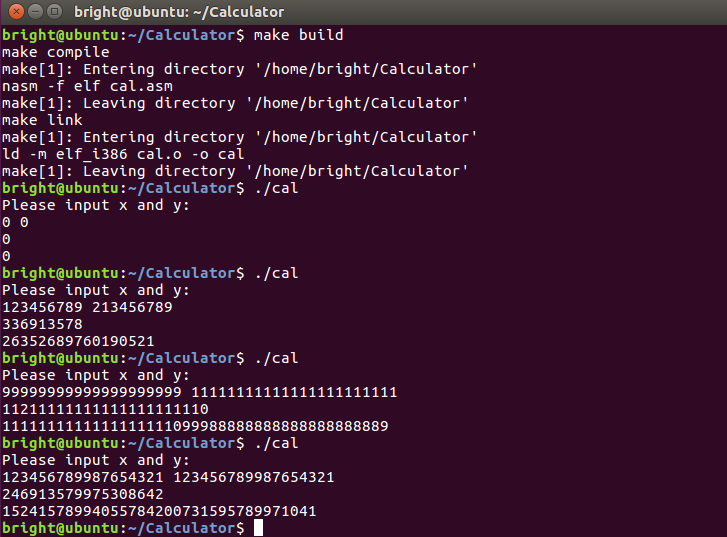 bright@ubuntu: ~/Calculator
bright@ubuntu:~/Calculator$ make build
make compile
make[1]: Entering directory '/home/bright/Calculator'
nasm -f elf cal.asm
make[1]: Leaving directory '/home/bright/Calculator'
make link
make[1]: Entering directory '/home/bright/Calculator'
ld -m elf_i386 cal.o -o cal
make[1]: Leaving directory '/home/bright/Calculator'
bright@ubuntu:~/Calculator$ ./cal
Please input x and y:
0 0
0
0
bright@ubuntu:~/Calculator$ ./cal
Please input x and y:
123456789 213456789
336913578
26352689760190521
bright@ubuntu:~/Calculator$ ./cal
Please input x and y:
99999999999999999999 11111111111111111111111
11211111111111111111110
1111111111111111111099988888888888888888889
bright@ubuntu:~/Calculator$ ./cal
Please input x and y:
123456789987654321 123456789987654321
246913579975308642
15241578994055784200731595789971041
bright@ubuntu:~/Calculator$